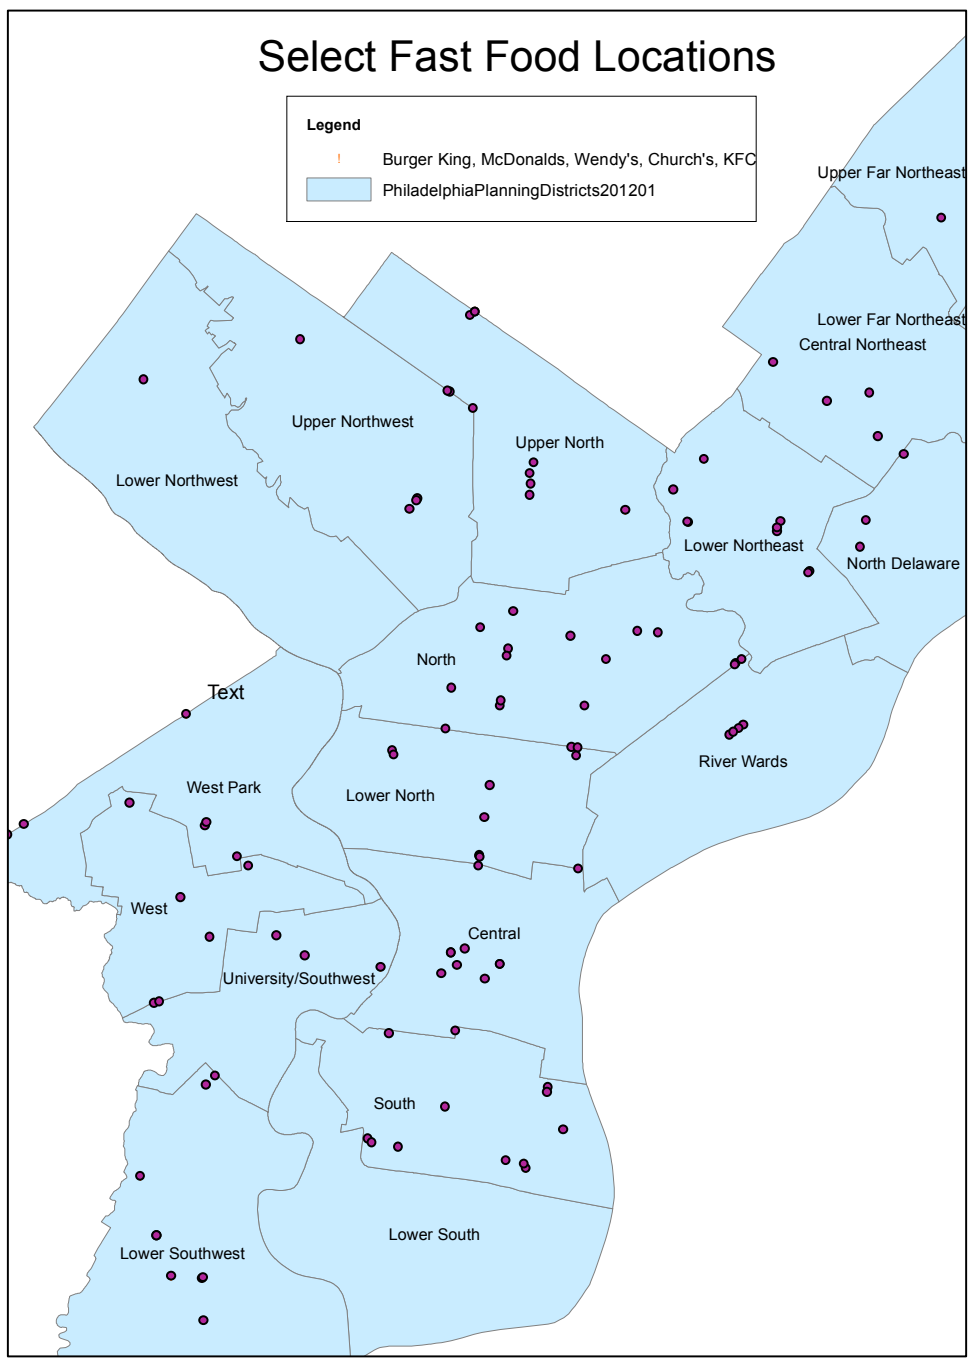 Select Fast Food Locations
Legend
! Burger King, McDonalds, Wendy's, Church's, KFC
PhiladelphiaPlanningDistricts201201
Upper Far Northeast
Lower Far Northeast
Central Northeast
Upper Northwest
Upper North
Lower Northwest
Lower Northeast
North Delaware
North
Text
River Wards
West Park
Lower North
West
Central
University/Southwest
South
Lower South
Lower Southwest